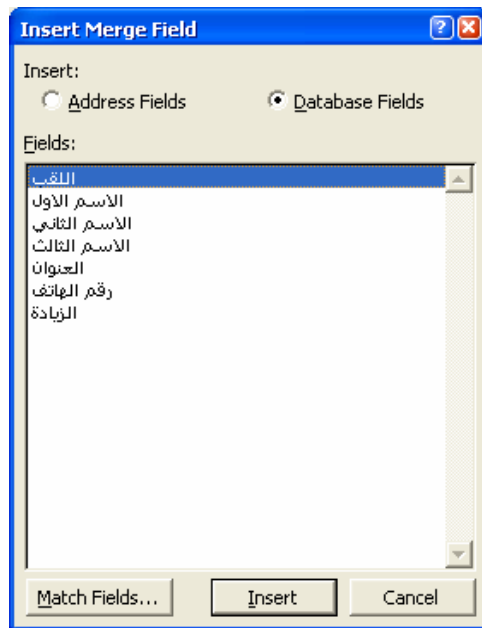 Insert Merge Field
Insert:
Address Fields Database Fields
Fields:
اللقب
الاسم الاول
الاسم الثاني
الاسم الثالث
العنوان
رقم الهاتف
الزيادة
Match Fields... Insert Cancel